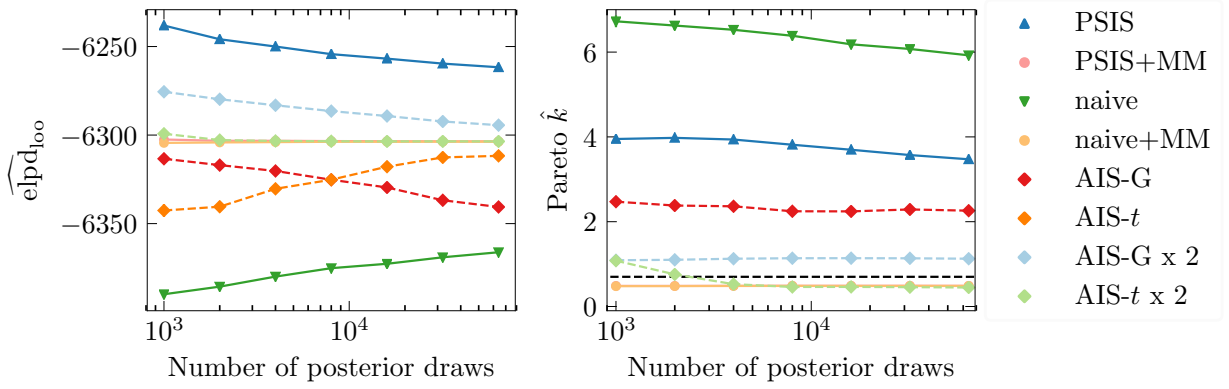 −6250
−6300
−6350
elpd_loo
10³
10⁴
Number of posterior draws
6
4
2
0
Pareto k̂
10³
10⁴
Number of posterior draws
PSIS
PSIS+MM
naive
naive+MM
AIS-G
AIS-t
AIS-G x 2
AIS-t x 2